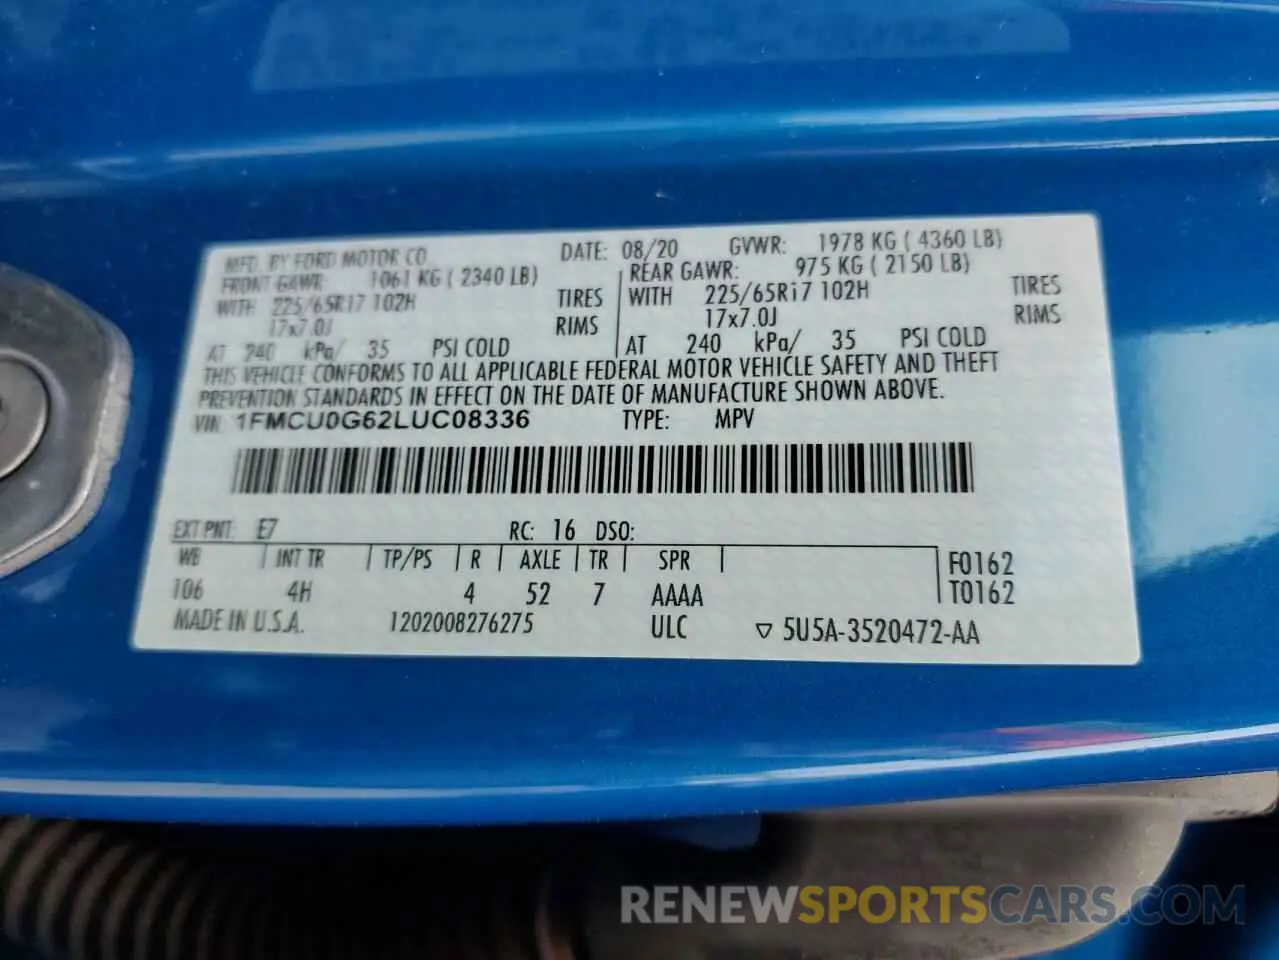 MFD. BY FORD MOTOR CO. DATE: 08/20 GVWR: 1978 KG ( 4360 LB)
FRONT GAWR: 1061 KG ( 2340 LB) REAR GAWR: 975 KG ( 2150 LB)
WITH 225/65R17 102H TIRES WITH 225/65R17 102H TIRES
17x7.0J RIMS 17x7.0J RIMS
AT 240 kPa/ 35 PSI COLD AT 240 kPa/ 35 PSI COLD
THIS VEHICLE CONFORMS TO ALL APPLICABLE FEDERAL MOTOR VEHICLE SAFETY AND THEFT
PREVENTION STANDARDS IN EFFECT ON THE DATE OF MANUFACTURE SHOWN ABOVE.
VIN: 1FMCU0G62LUC08336 TYPE: MPV
EXT PNT: E7 RC: 16 DSO:
WB INT TR TP/PS R AXLE TR SPR F0162
106 4H 4 52 7 AAAA T0162
MADE IN U.S.A. 1202008276275 ULC ▽ 5U5A-3520472-AA
RENEWSPORTSCARS.COM